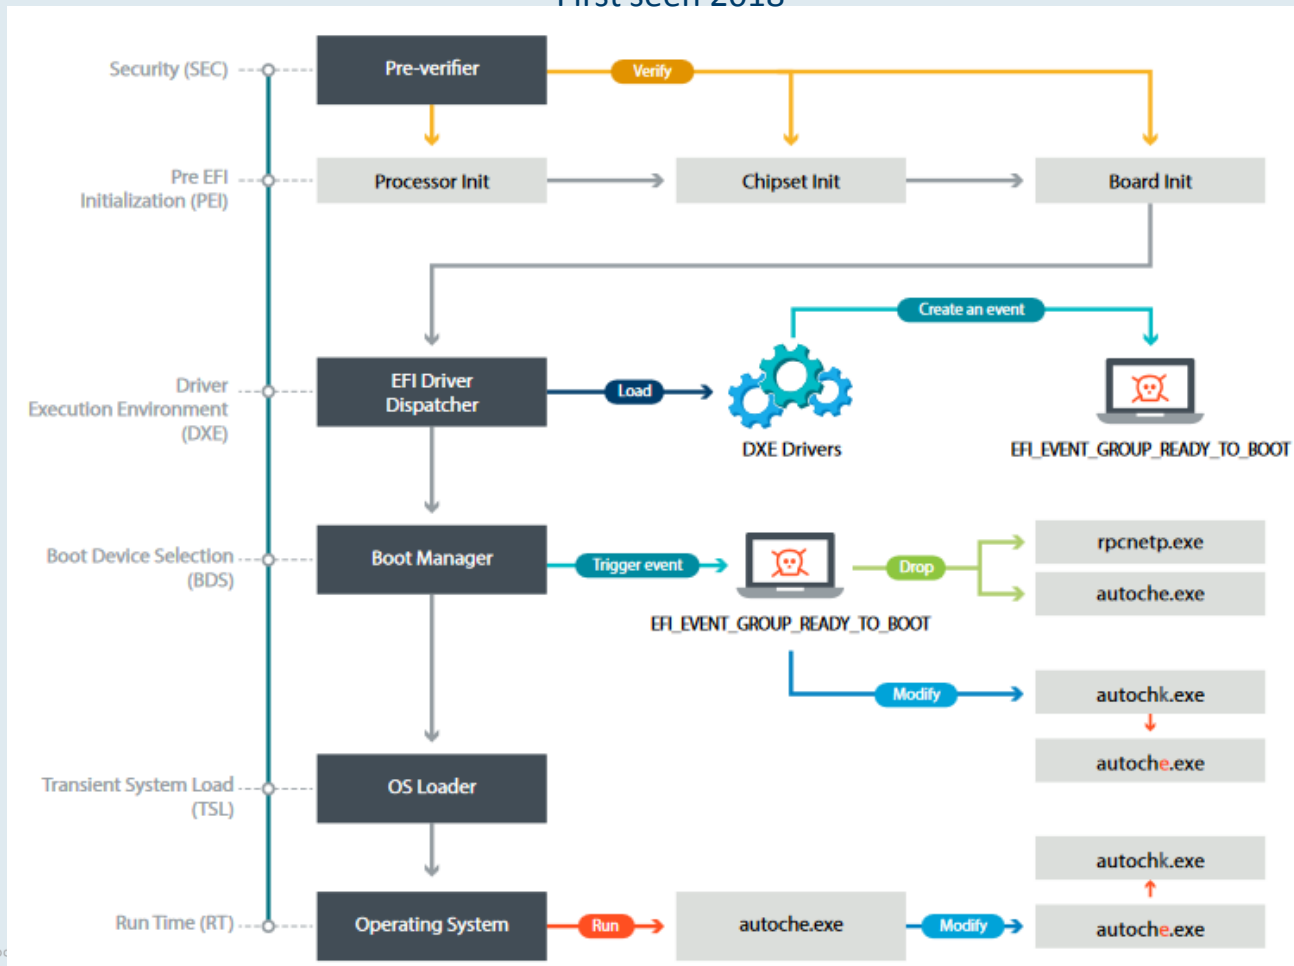 First seen 2018
Security (SEC)
Pre-verifier
Verify
Pre EFI
Initialization (PEI)
Processor Init
Chipset Init
Board Init
Create an event
Driver
Execution Environment
(DXE)
EFI Driver
Dispatcher
Load
DXE Drivers
EFI_EVENT_GROUP_READY_TO_BOOT
Boot Device Selection
(BDS)
Boot Manager
Trigger event
EFI_EVENT_GROUP_READY_TO_BOOT
Drop
rpcnetp.exe
autoche.exe
Modify
autochk.exe
autoche.exe
Transient System Load
(TSL)
OS Loader
Run Time (RT)
Operating System
Run
autoche.exe
Modify
autochk.exe
autoche.exe